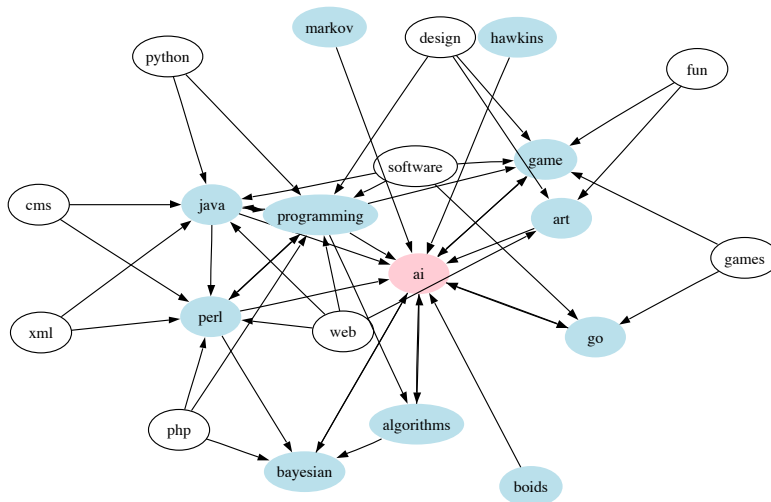 markov
design
hawkins
python
fun
game
software
cms
java
programming
art
ai
games
perl
xml
web
go
php
algorithms
bayesian
boids